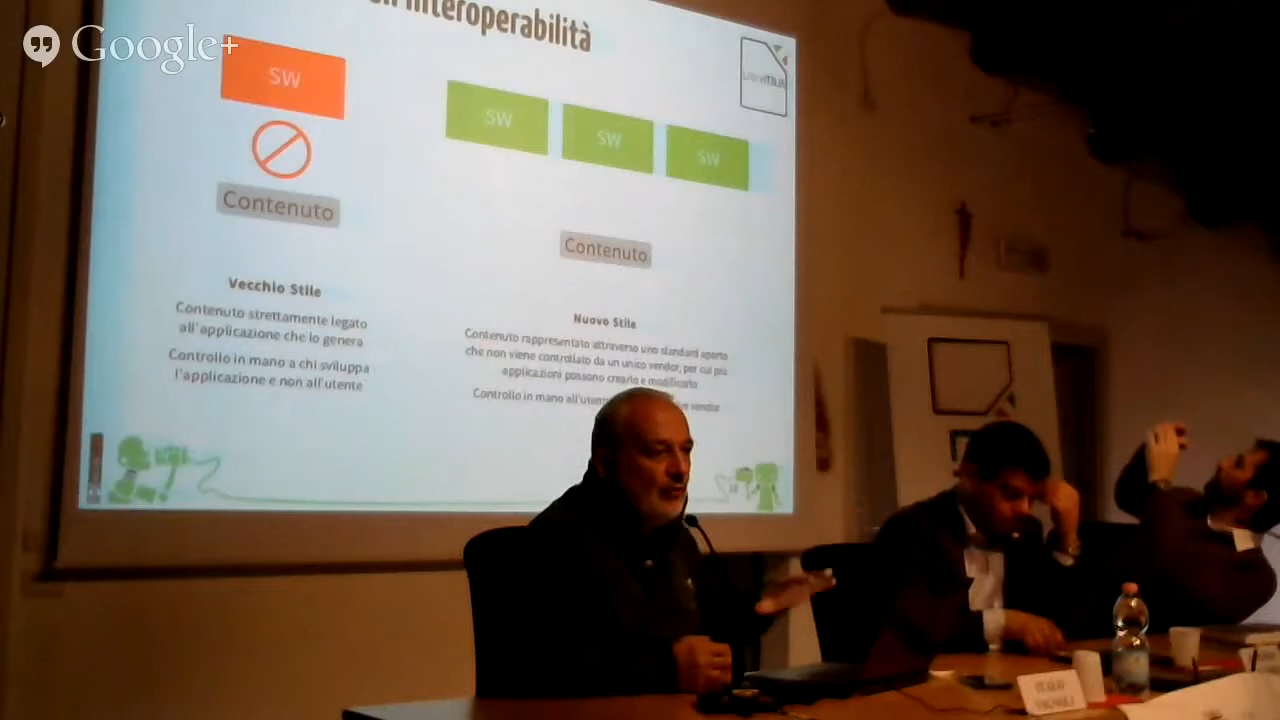 Google+
interoperabilità
SW
SW
SW
SW
Contenuto
Contenuto
Vecchio Stile
Contenuto strettamente legato
all'applicazione che lo genera
Controllo in mano a chi sviluppa
l'applicazione e non all'utente
Nuovo Stile
Contenuto rappresentato attraverso uno standard aperto
che non viene controllato da un unico vendor, per cui più
applicazioni possono crearlo e modificarlo
Controllo in mano all'utente vendor
ITALO